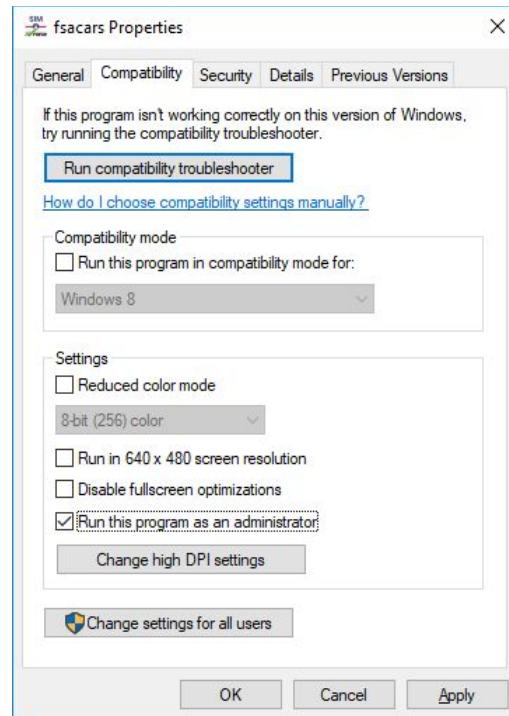 SIM
fsacars Properties
General Compatibility Security Details Previous Versions
If this program isn't working correctly on this version of Windows,
try running the compatibility troubleshooter.
Run compatibility troubleshooter
How do I choose compatibility settings manually?
Compatibility mode
Run this program in compatibility mode for:
Windows 8
Settings
Reduced color mode
8-bit (256) color
Run in 640 x 480 screen resolution
Disable fullscreen optimizations
Run this program as an administrator
Change high DPI settings
Change settings for all users
OK Cancel Apply